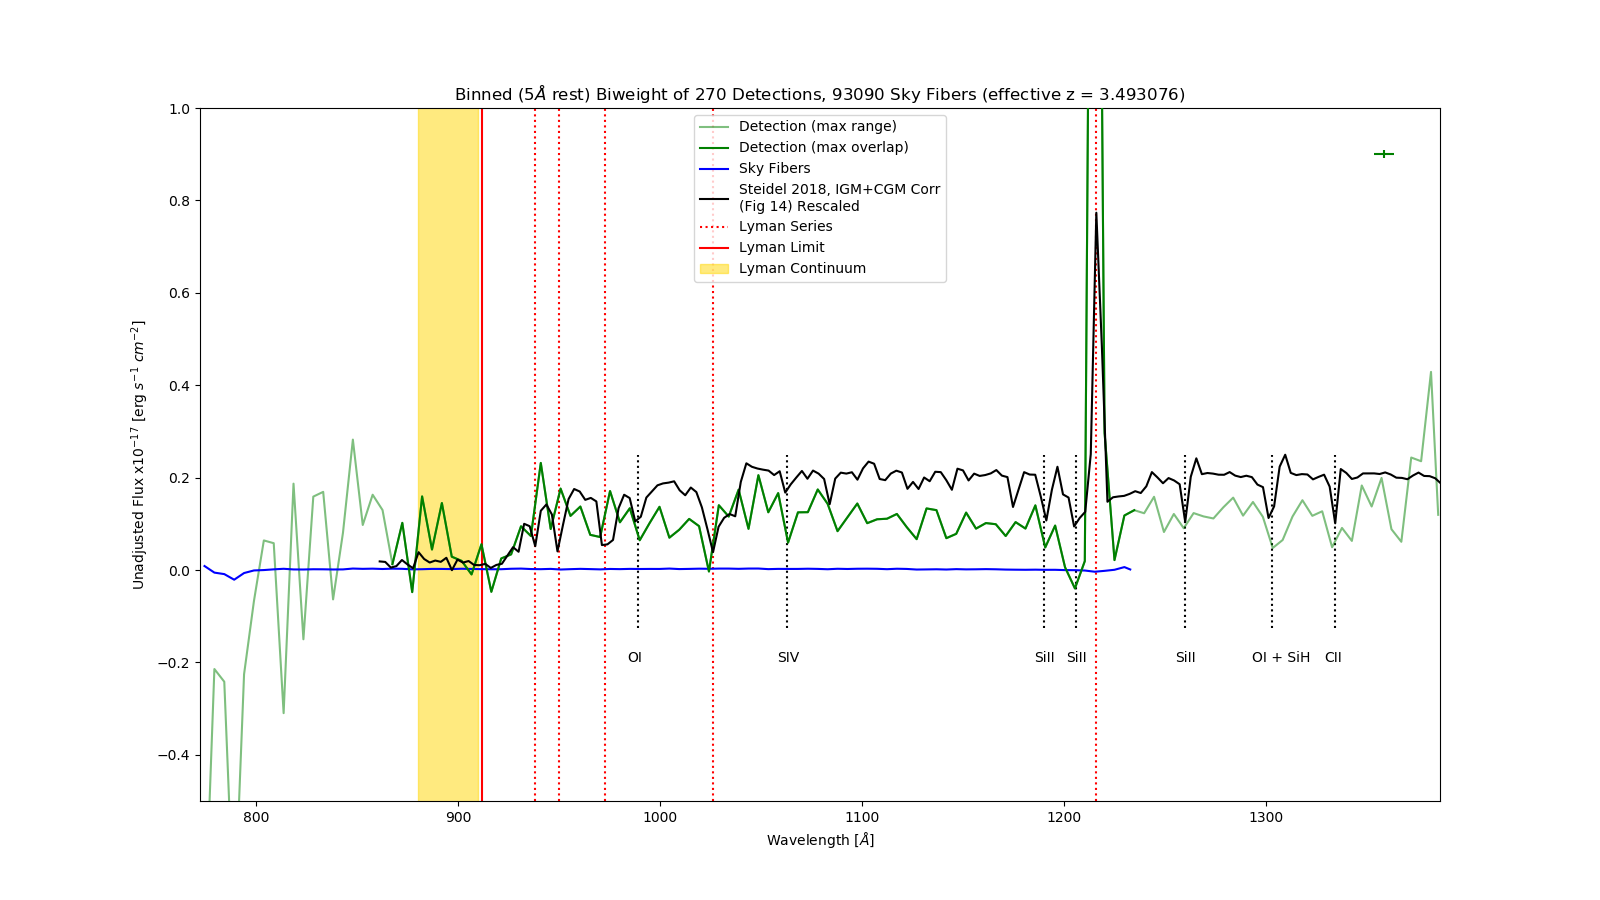 Binned (5Å rest) Biweight of 270 Detections, 93090 Sky Fibers (effective z = 3.493076)
Detection (max range)
Detection (max overlap)
Sky Fibers
Steidel 2018, IGM+CGM Corr
(Fig 14) Rescaled
Lyman Series
Lyman Limit
Lyman Continuum
Unadjusted Flux x10⁻¹⁷ [erg s⁻¹ cm⁻²]
1.0
0.8
0.6
0.4
0.2
0.0
−0.2
−0.4
OI SIV SiII SiII SiII OI + SiH CII
800 900 1000 1100 1200 1300
Wavelength [Å]